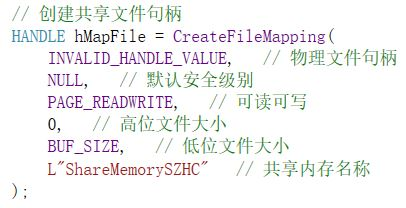 // 创建共享文件句柄
HANDLE hMapFile = CreateFileMapping(
    INVALID_HANDLE_VALUE,   // 物理文件句柄
    NULL,   // 默认安全级别
    PAGE_READWRITE,   // 可读可写
    0,   // 高位文件大小
    BUF_SIZE,   // 低位文件大小
    L"ShareMemorySZHC"   // 共享内存名称
);